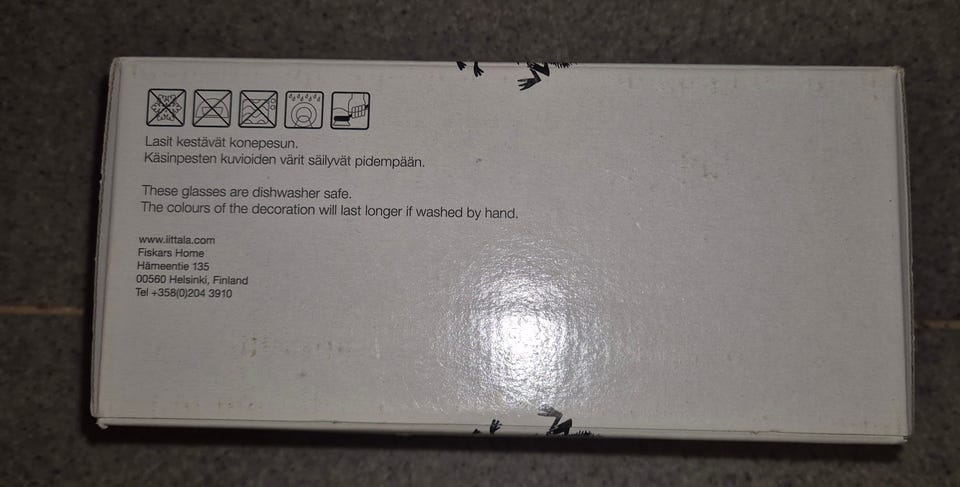 Lasit kestävät konepesun.
Käsinpesten kuvioiden värit säilyvät pidempään.
These glasses are dishwasher safe.
The colours of the decoration will last longer if washed by hand.
www.iittala.com
Fiskars Home
Hämeentie 135
00560 Helsinki, Finland
Tel +358(0)204 3910